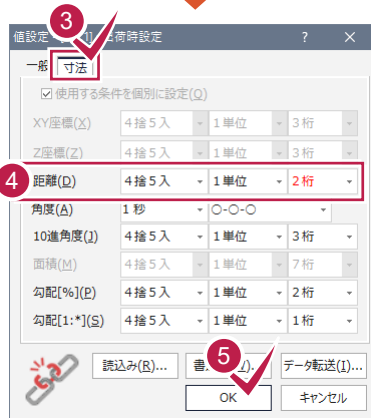 3
値設定 [1] 荷時設定 ? ×
一般 寸法
使用する条件を個別に設定(O)
XY座標(X) 4捨5入 1単位 3桁
Z座標(Z) 4捨5入 1単位 3桁
4 距離(D) 4捨5入 1単位 2桁
角度(A) 1秒 O-O-O
10進角度(J) 4捨5入 1単位 3桁
面積(M) 4捨5入 1単位 7桁
勾配[%](P) 4捨5入 1単位 2桁
勾配[1:*](S) 4捨5入 1単位 1桁
5
読込み(R)... 書 )... データ転送(I)...
OK キャンセル